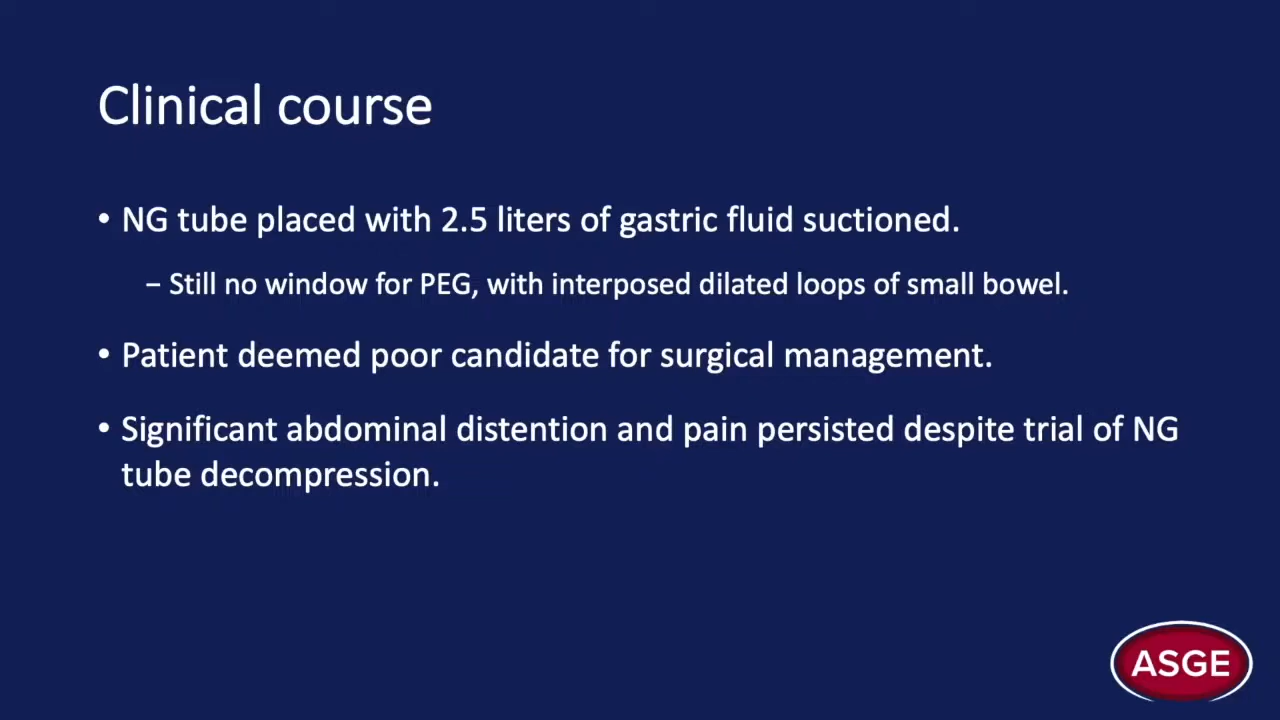 Clinical course
• NG tube placed with 2.5 liters of gastric fluid suctioned.
– Still no window for PEG, with interposed dilated loops of small bowel.
• Patient deemed poor candidate for surgical management.
• Significant abdominal distention and pain persisted despite trial of NG
tube decompression.
ASGE